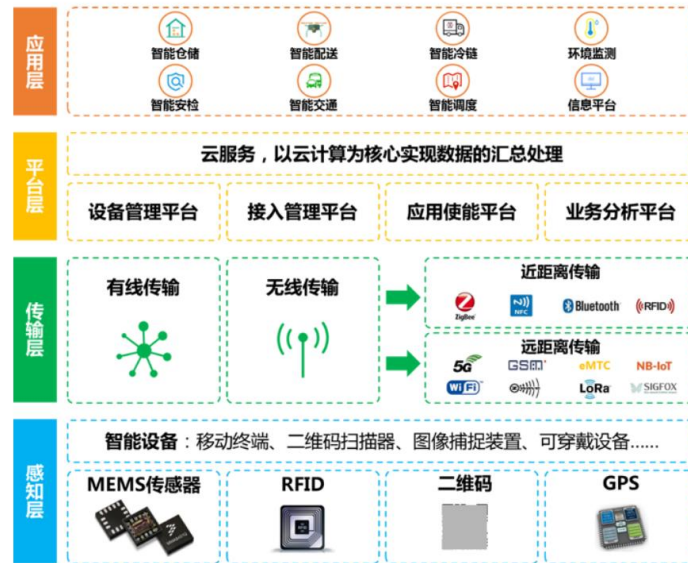 应用层
智能仓储
智能配送
智能冷链
环境监测
智能安检
智能交通
智能调度
信息平台
平台层
云服务，以云计算为核心实现数据的汇总处理
设备管理平台
接入管理平台
应用使能平台
业务分析平台
传输层
有线传输
无线传输
近距离传输
ZigBee
NFC
Bluetooth
RFID
远距离传输
5G
GSM
eMTC
NB-IoT
WiFi
LoRa
SIGFOX
感知层
智能设备：移动终端、二维码扫描器、图像捕捉装置、可穿戴设备……
MEMS传感器
RFID
二维码
GPS